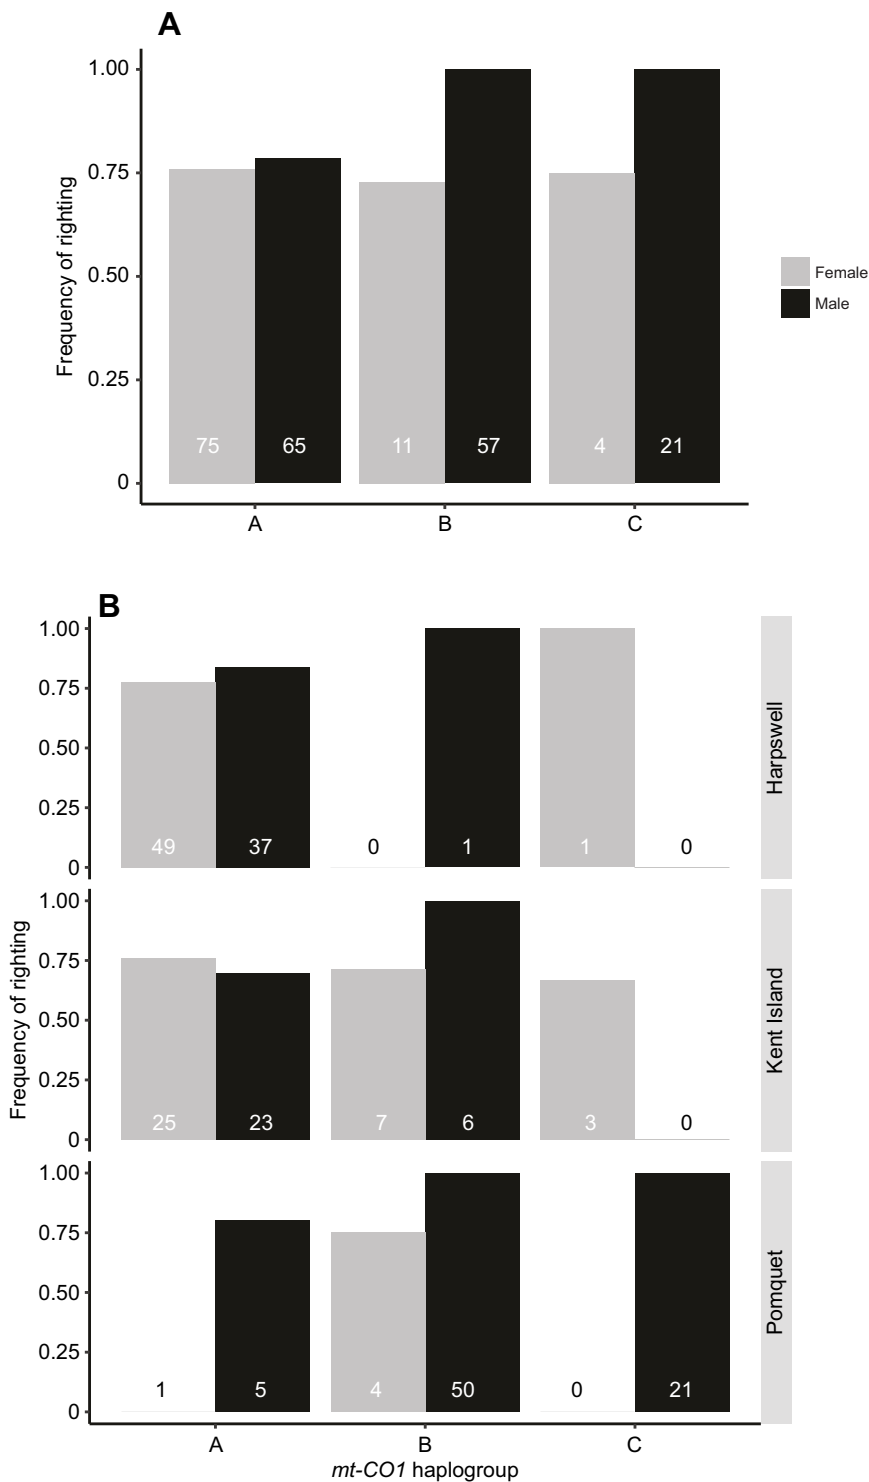 A
1.00
0.75
0.50
0.25
0
Frequency of righting
75 65 11 57 4 21
A B C
Female
Male
B
1.00
0.75
0.50
0.25
0
49 37 0 1 1 0
Harpswell
1.00
0.75
0.50
0.25
0
Frequency of righting
25 23 7 6 3 0
Kent Island
1.00
0.75
0.50
0.25
0
1 5 4 50 0 21
Pomquet
A B C
mt-CO1 haplogroup